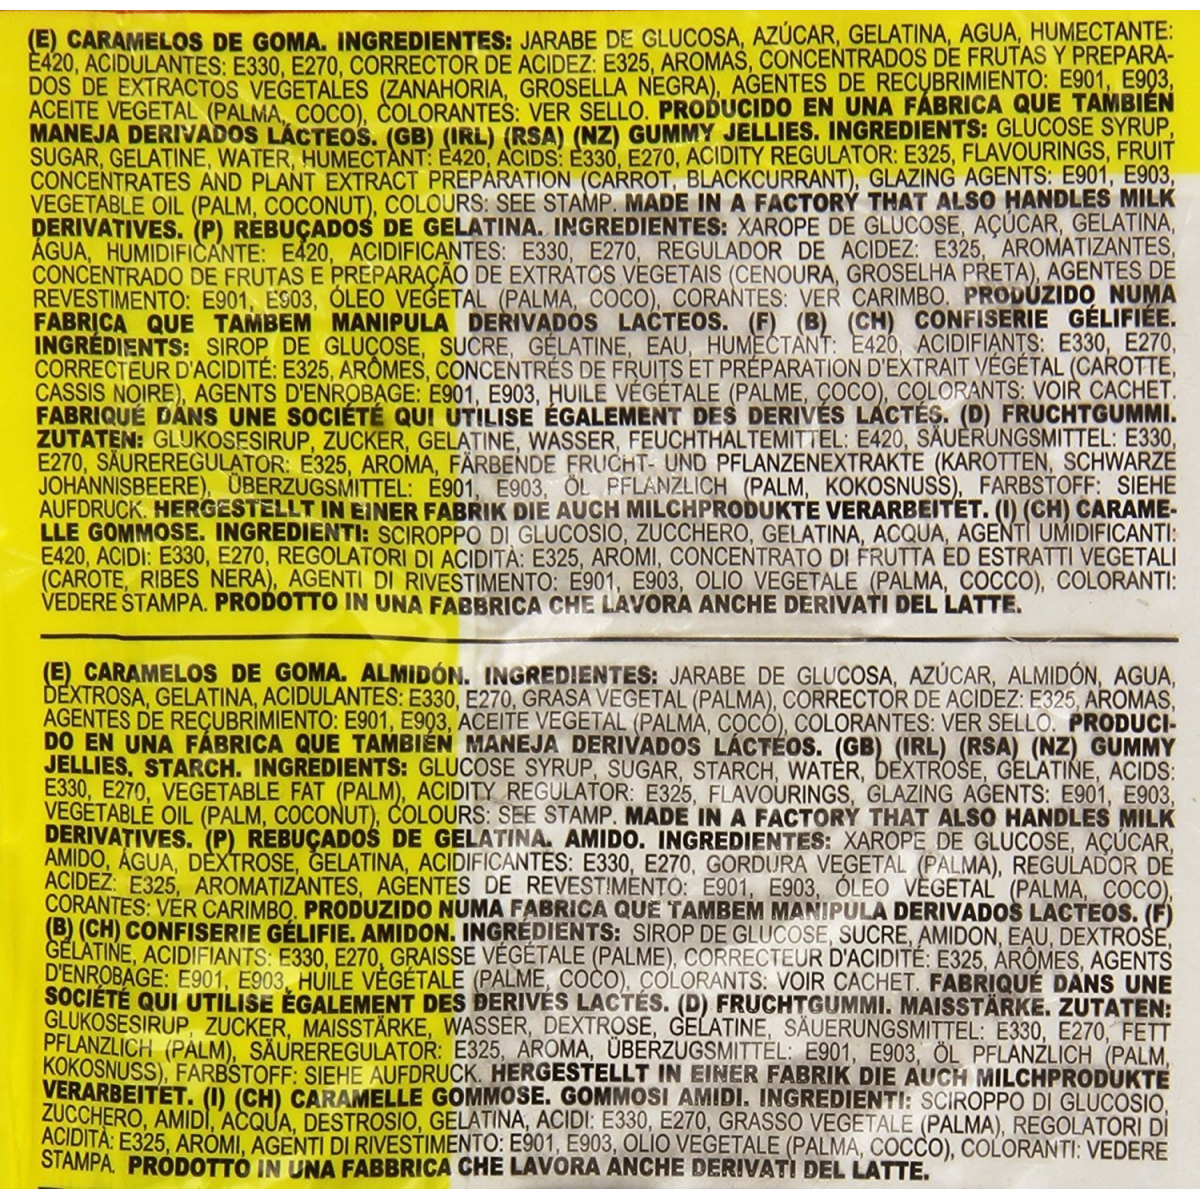 (E) CARAMELOS DE GOMA. INGREDIENTES: JARABE DE GLUCOSA, AZÚCAR, GELATINA, AGUA, HUMECTANTE:
E420, ACIDULANTES: E330, E270, CORRECTOR DE ACIDEZ: E325, AROMAS, CONCENTRADOS DE FRUTAS Y PREPARA-
DOS DE EXTRACTOS VEGETALES (ZANAHORIA, GROSELLA NEGRA), AGENTES DE RECUBRIMIENTO: E901, E903,
ACEITE VEGETAL (PALMA, COCO), COLORANTES: VER SELLO. PRODUCIDO EN UNA FÁBRICA QUE TAMBIÉN
MANEJA DERIVADOS LÁCTEOS. (GB) (IRL) (RSA) (NZ) GUMMY JELLIES. INGREDIENTS: GLUCOSE SYRUP,
SUGAR, GELATINE, WATER, HUMECTANT: E420, ACIDS: E330, E270, ACIDITY REGULATOR: E325, FLAVOURINGS, FRUIT
CONCENTRATES AND PLANT EXTRACT PREPARATION (CARROT, BLACKCURRANT), GLAZING AGENTS: E901, E903,
VEGETABLE OIL (PALM, COCONUT), COLOURS: SEE STAMP. MADE IN A FACTORY THAT ALSO HANDLES MILK
DERIVATIVES. (P) REBUÇADOS DE GELATINA. INGREDIENTES: XAROPE DE GLUCOSE, AÇÚCAR, GELATINA,
ÁGUA, HUMIDIFICANTE: E420, ACIDIFICANTES: E330, E270, REGULADOR DE ACIDEZ: E325, AROMATIZANTES,
CONCENTRADO DE FRUTAS E PREPARAÇÃO DE EXTRATOS VEGETAIS (CENOURA, GROSELHA PRETA), AGENTES DE
REVESTIMENTO: E901, E903, ÓLEO VEGETAL (PALMA, COCO), CORANTES: VER CARIMBO. PRODUZIDO NUMA
FABRICA QUE TAMBEM MANIPULA DERIVADOS LACTEOS. (F) (B) (CH) CONFISERIE GÉLIFIÉE.
INGRÉDIENTS: SIROP DE GLUCOSE, SUCRE, GÉLATINE, EAU, HUMECTANT: E420, ACIDIFIANTS: E330, E270,
CORRECTEUR D'ACIDITÉ: E325, ARÔMES, CONCENTRÉS DE FRUITS ET PRÉPARATION D'EXTRAIT VÉGÉTAL (CAROTTE,
CASSIS NOIRE), AGENTS D'ENROBAGE: E901, E903, HUILE VÉGÉTALE (PALME, COCO), COLORANTS: VOIR CACHET.
FABRIQUÉ DANS UNE SOCIÉTÉ QUI UTILISE ÉGALEMENT DES DERIVÉS LACTÉS. (D) FRUCHTGUMMI.
ZUTATEN: GLUKOSESIRUP, ZUCKER, GELATINE, WASSER, FEUCHTHALTEMITTEL: E420, SÄUERUNGSMITTEL: E330,
E270, SÄUREREGULATOR: E325, AROMA, FÄRBENDE FRUCHT- UND PFLANZENEXTRAKTE (KAROTTEN, SCHWARZE
JOHANNISBEERE), ÜBERZUGSMITTEL: E901, E903, ÖL PFLANZLICH (PALM, KOKOSNUSS), FARBSTOFF: SIEHE
AUFDRUCK. HERGESTELLT IN EINER FABRIK DIE AUCH MILCHPRODUKTE VERARBEITET. (I) (CH) CARAME-
LLE GOMMOSE. INGREDIENTI: SCIROPPO DI GLUCOSIO, ZUCCHERO, GELATINA, ACQUA, AGENTI UMIDIFICANTI:
E420, ACIDI: E330, E270, REGOLATORI DI ACIDITÀ: E325, AROMI, CONCENTRATO DI FRUTTA ED ESTRATTI VEGETALI
(CAROTE, RIBES NERA), AGENTI DI RIVESTIMENTO: E901, E903, OLIO VEGETALE (PALMA, COCCO), COLORANTI:
VEDERE STAMPA. PRODOTTO IN UNA FABBRICA CHE LAVORA ANCHE DERIVATI DEL LATTE.
(E) CARAMELOS DE GOMA. ALMIDÓN. INGREDIENTES: JARABE DE GLUCOSA, AZÚCAR, ALMIDÓN, AGUA,
DEXTROSA, GELATINA, ACIDULANTES: E330, E270, GRASA VEGETAL (PALMA), CORRECTOR DE ACIDEZ: E325, AROMAS,
AGENTES DE RECUBRIMIENTO: E901, E903, ACEITE VEGETAL (PALMA, COCO), COLORANTES: VER SELLO. PRODUCI-
DO EN UNA FÁBRICA QUE TAMBIÉN MANEJA DERIVADOS LÁCTEOS. (GB) (IRL) (RSA) (NZ) GUMMY
JELLIES. STARCH. INGREDIENTS: GLUCOSE SYRUP, SUGAR, STARCH, WATER, DEXTROSE, GELATINE, ACIDS:
E330, E270, VEGETABLE FAT (PALM), ACIDITY REGULATOR: E325, FLAVOURINGS, GLAZING AGENTS: E901, E903,
VEGETABLE OIL (PALM, COCONUT), COLOURS: SEE STAMP. MADE IN A FACTORY THAT ALSO HANDLES MILK
DERIVATIVES. (P) REBUÇADOS DE GELATINA. AMIDO. INGREDIENTES: XAROPE DE GLUCOSE, AÇÚCAR,
AMIDO, ÁGUA, DEXTROSE, GELATINA, ACIDIFICANTES: E330, E270, GORDURA VEGETAL (PALMA), REGULADOR DE
ACIDEZ: E325, AROMATIZANTES, AGENTES DE REVESTIMENTO: E901, E903, ÓLEO VEGETAL (PALMA, COCO),
CORANTES: VER CARIMBO. PRODUZIDO NUMA FABRICA QUE TAMBEM MANIPULA DERIVADOS LACTEOS. (F)
(B) (CH) CONFISERIE GÉLIFIE. AMIDON. INGRÉDIENTS: SIROP DE GLUCOSE, SUCRE, AMIDON, EAU, DEXTROSE,
GÉLATINE, ACIDIFIANTS: E330, E270, GRAISSE VÉGÉTALE (PALME), CORRECTEUR D'ACIDITÉ: E325, ARÔMES, AGENTS
D'ENROBAGE: E901, E903, HUILE VÉGÉTALE (PALME, COCO), COLORANTS: VOIR CACHET. FABRIQUÉ DANS UNE
SOCIÉTÉ QUI UTILISE ÉGALEMENT DES DERIVÉS LACTÉS. (D) FRUCHTGUMMI. MAISSTÄRKE. ZUTATEN:
GLUKOSESIRUP, ZUCKER, MAISSTÄRKE, WASSER, DEXTROSE, GELATINE, SÄUERUNGSMITTEL: E330, E270, FETT
PFLANZLICH (PALM), SÄUREREGULATOR: E325, AROMA, ÜBERZUGSMITTEL: E901, E903, ÖL PFLANZLICH (PALM,
KOKOSNUSS), FARBSTOFF: SIEHE AUFDRUCK. HERGESTELLT IN EINER FABRIK DIE AUCH MILCHPRODUKTE
VERARBEITET. (I) (CH) CARAMELLE GOMMOSE. GOMMOSI AMIDI. INGREDIENTI: SCIROPPO DI GLUCOSIO,
ZUCCHERO, AMIDI, ACQUA, DESTROSIO, GELATINA, ACIDI: E330, E270, GRASSO VEGETALE (PALMA), REGOLATORI DI
ACIDITÀ: E325, AROMI, AGENTI DI RIVESTIMENTO: E901, E903, OLIO VEGETALE (PALMA, COCCO), COLORANTI: VEDERE
STAMPA. PRODOTTO IN UNA FABBRICA CHE LAVORA ANCHE DERIVATI DEL LATTE.